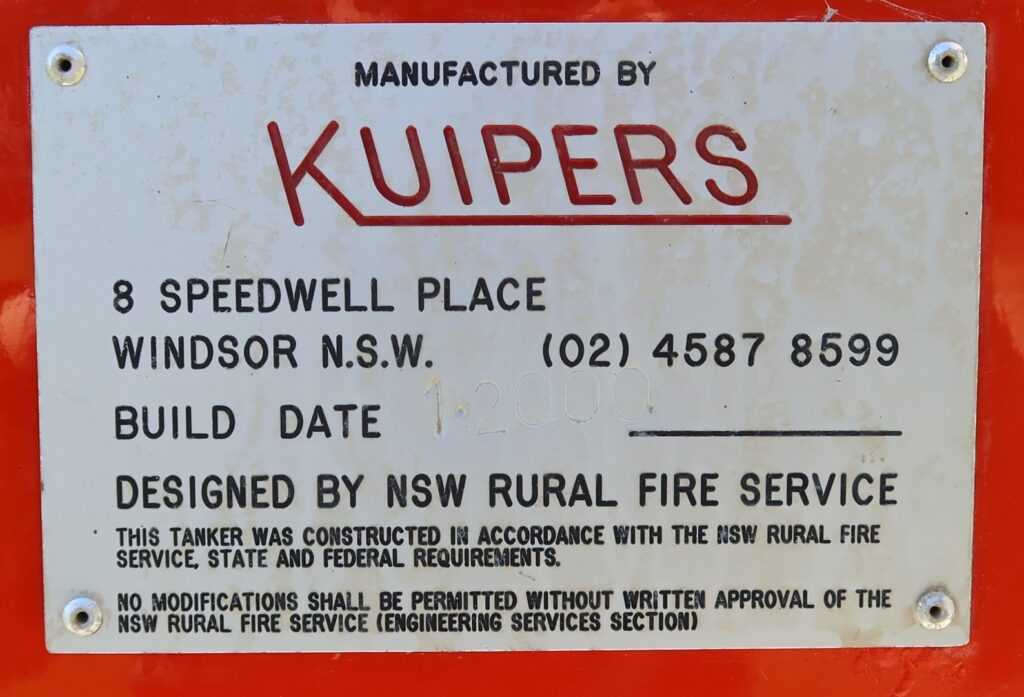 MANUFACTURED BY
KUIPERS
8 SPEEDWELL PLACE
WINDSOR N.S.W. (02) 4587 8599
BUILD DATE 1·2000
DESIGNED BY NSW RURAL FIRE SERVICE
THIS TANKER WAS CONSTRUCTED IN ACCORDANCE WITH THE NSW RURAL FIRE
SERVICE, STATE AND FEDERAL REQUIREMENTS.
NO MODIFICATIONS SHALL BE PERMITTED WITHOUT WRITTEN APPROVAL OF THE
NSW RURAL FIRE SERVICE (ENGINEERING SERVICES SECTION)